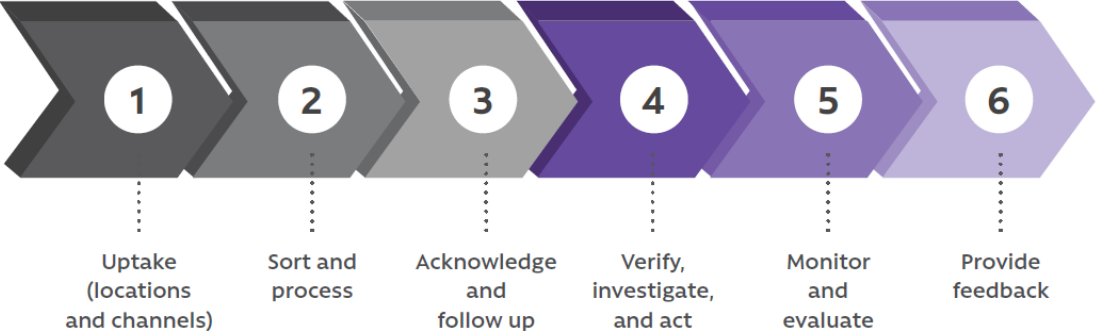 1
2
3
4
5
6
Uptake
(locations
and channels)
Sort and
process
Acknowledge
and
follow up
Verify,
investigate,
and act
Monitor
and
evaluate
Provide
feedback